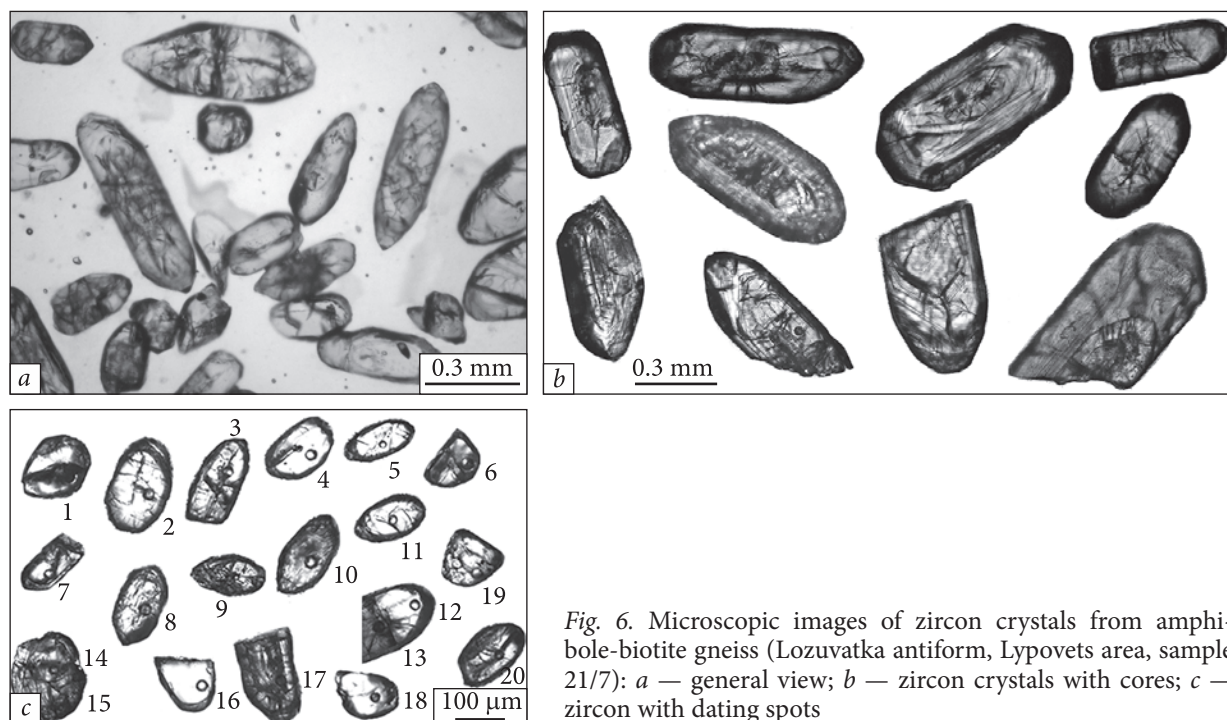 a
0.3 mm
b
0.3 mm
1
2
3
4
5
6
7
8
9
10
11
12
13
14
15
16
17
18
19
20
c
100 μm
Fig. 6. Microscopic images of zircon crystals from amphi-
bole-biotite gneiss (Lozuvatka antiform, Lypovets area, sample
21/7): a — general view; b — zircon crystals with cores; c —
zircon with dating spots